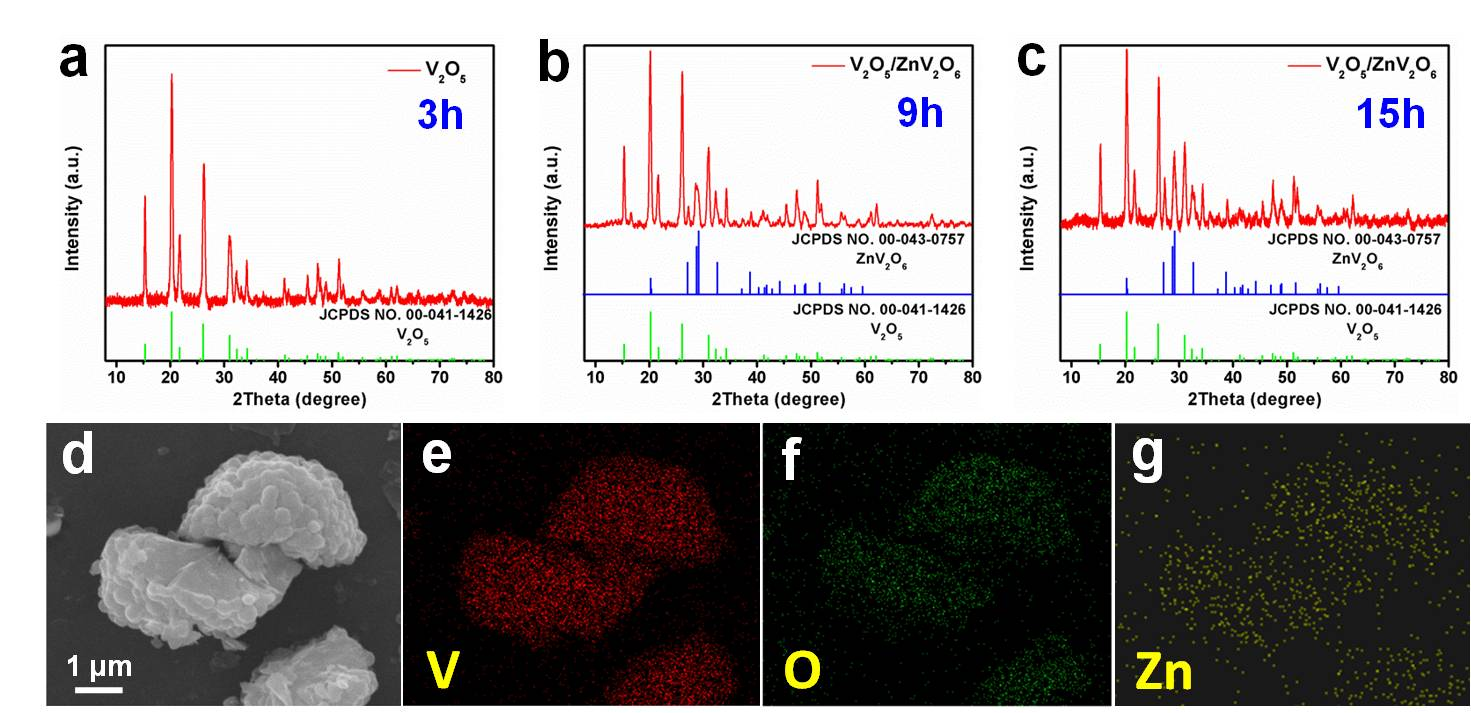 a
V₂O₅
3h
Intensity (a.u.)
JCPDS NO. 00-041-1426
V₂O₅
10 20 30 40 50 60 70 80
2Theta (degree)
b
V₂O₅/ZnV₂O₆
9h
Intensity (a.u.)
JCPDS NO. 00-043-0757
ZnV₂O₆
JCPDS NO. 00-041-1426
V₂O₅
10 20 30 40 50 60 70 80
2Theta (degree)
c
V₂O₅/ZnV₂O₆
15h
Intensity (a.u.)
JCPDS NO. 00-043-0757
ZnV₂O₆
JCPDS NO. 00-041-1426
V₂O₅
10 20 30 40 50 60 70 80
2Theta (degree)
d
1 μm
e
V
f
O
g
Zn